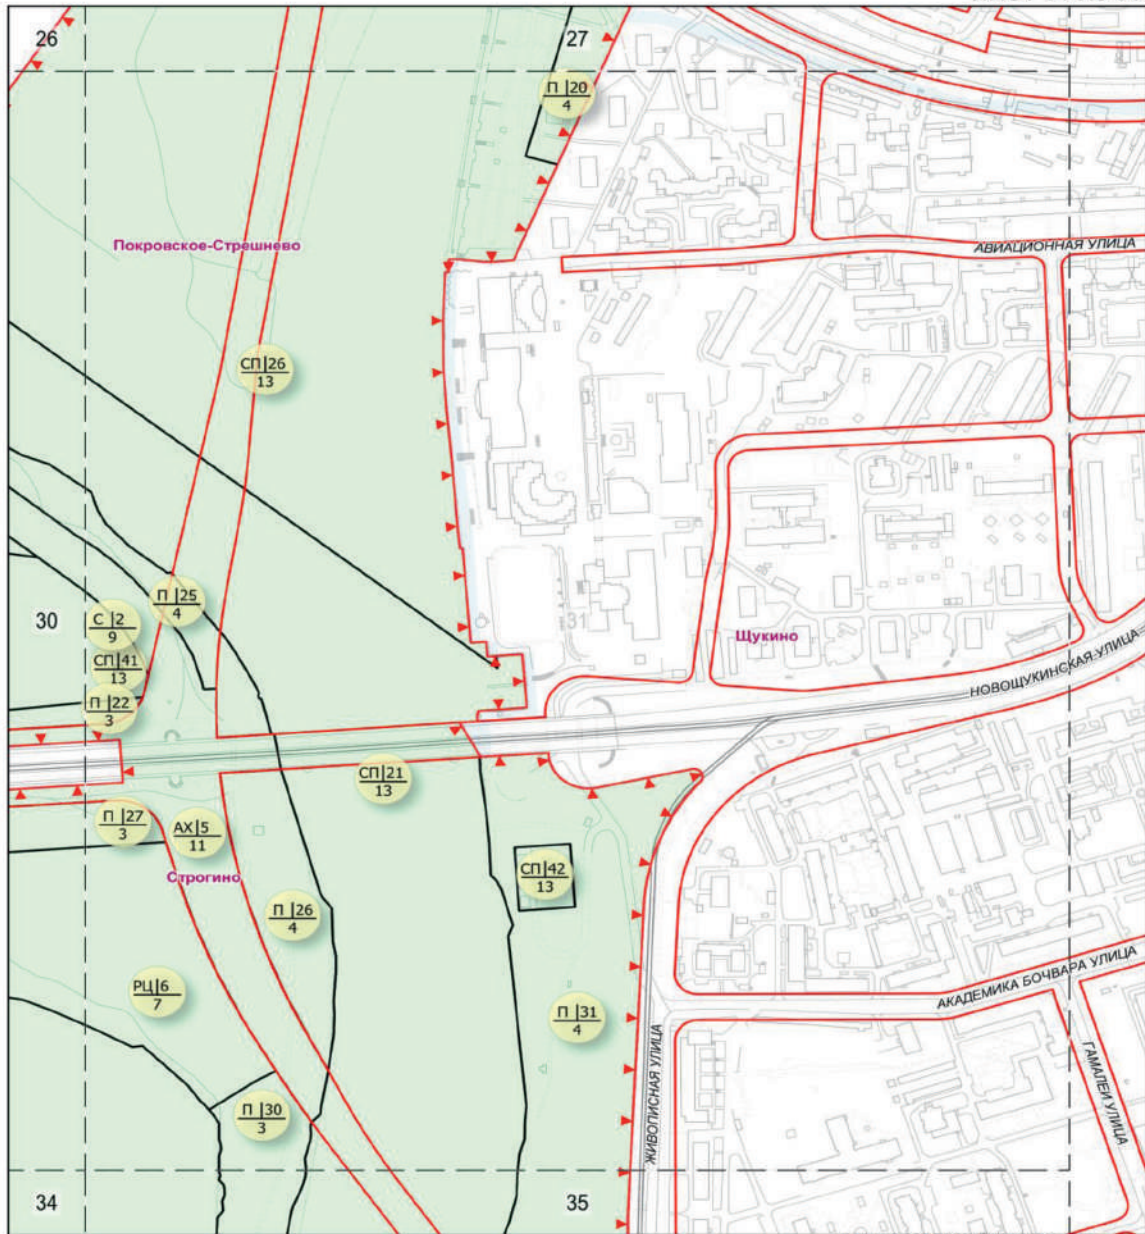 26
27
П |20
4
АВИАЦИОННАЯ УЛИЦА
Покровское-Стрешнево
СП|26
13
П |25
4
С |2
9
30
31
Щукино
СП|41
13
НОВОЩУКИНСКАЯ УЛИЦА
П |22
3
СП|21
13
П |27
3
АХ|5
11
Строгино
СП|42
13
П |26
4
АКАДЕМИКА БОЧВАРА УЛИЦА
РЦ|6
7
П |31
4
ЖИВОПИСНАЯ УЛИЦА
ГАМАЛЕИ УЛИЦА
П |30
3
34
35